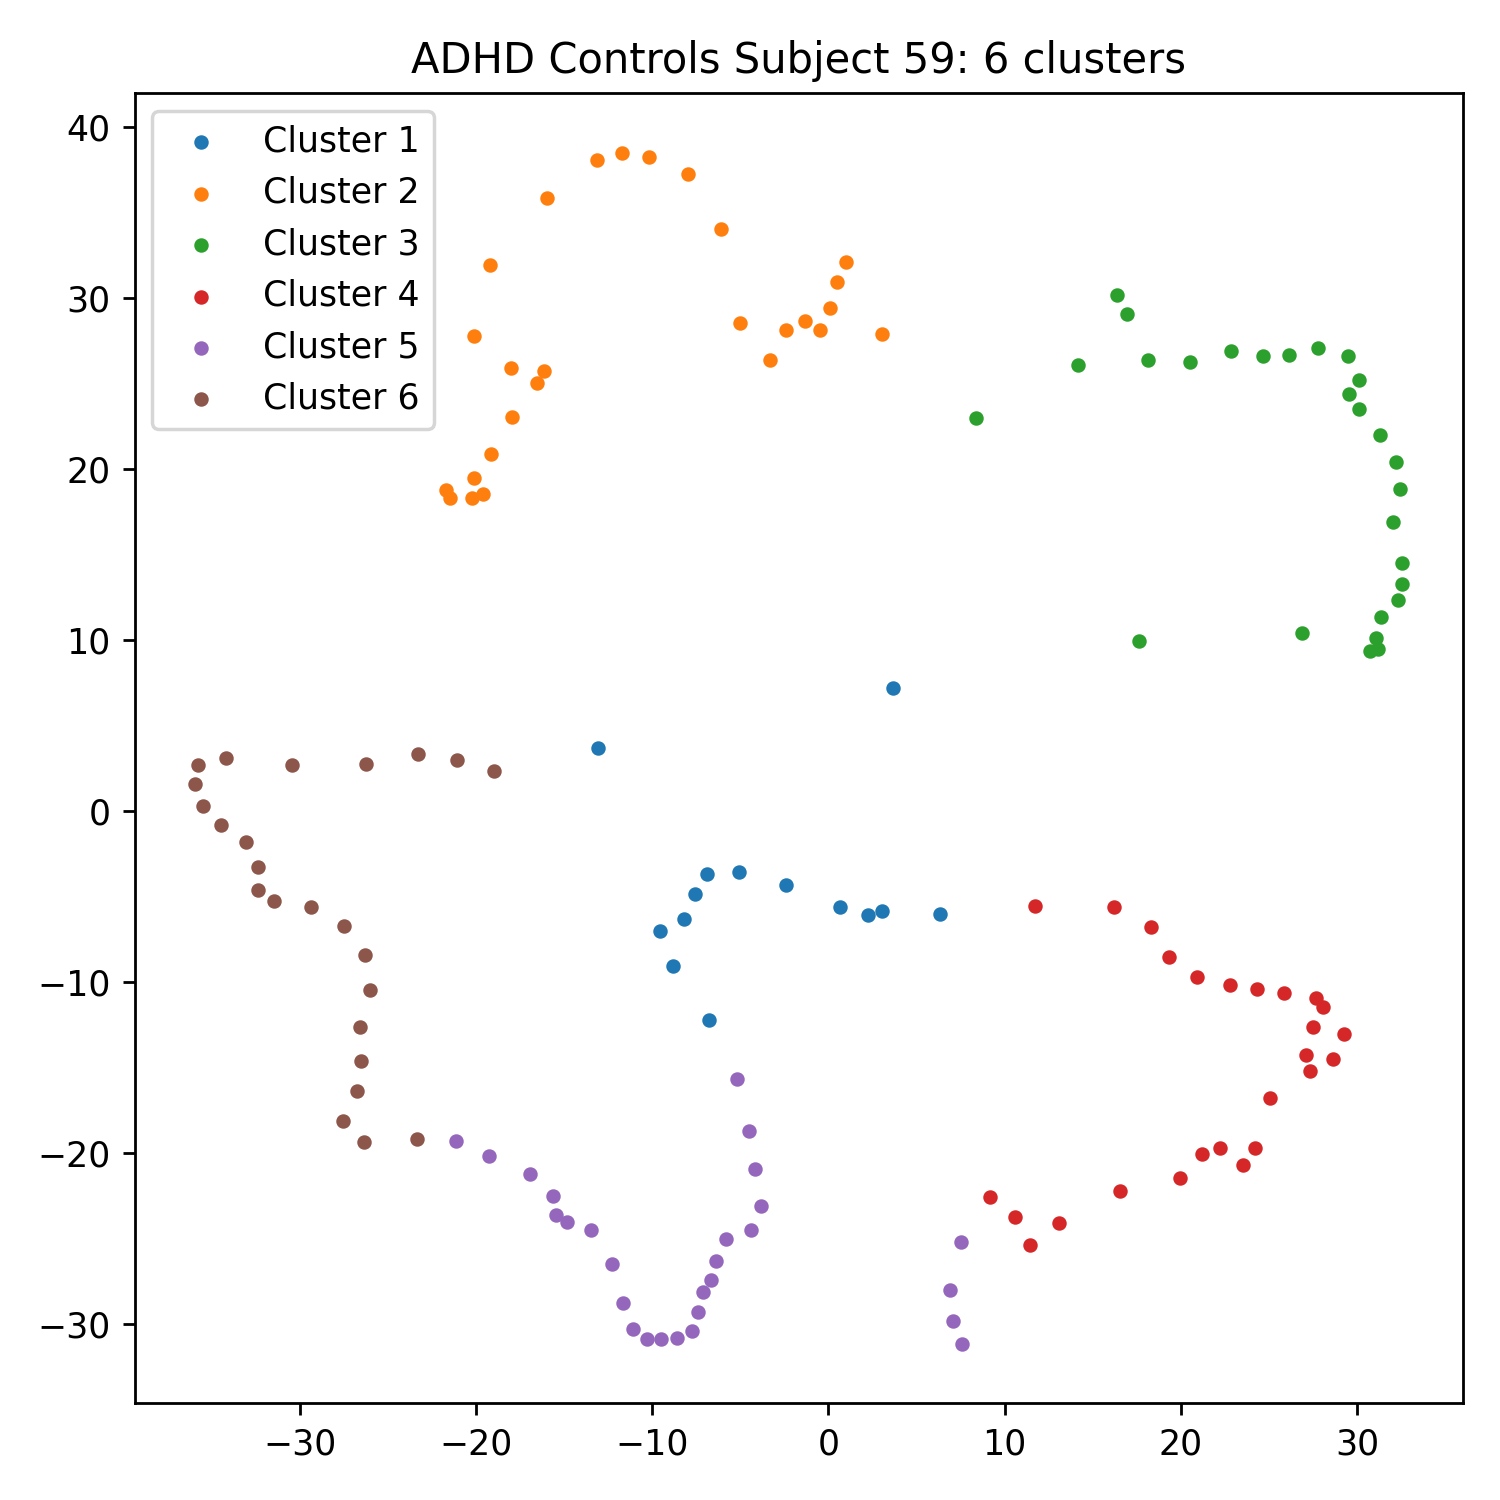 ADHD Controls Subject 59: 6 clusters
Cluster 1
Cluster 2
Cluster 3
Cluster 4
Cluster 5
Cluster 6
40
30
20
10
0
−10
−20
−30
−30 −20 −10 0 10 20 30